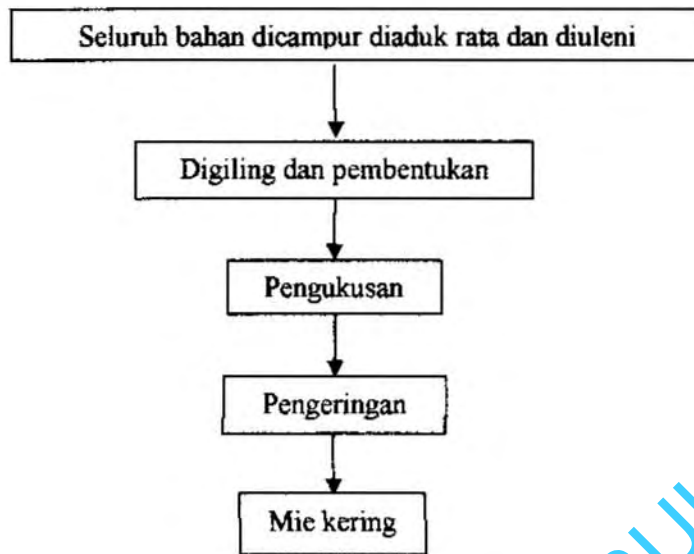 Seluruh bahan dicampur diaduk rata dan diuleni
Digiling dan pembentukan
Pengukusan
Pengeringan
Mie kering